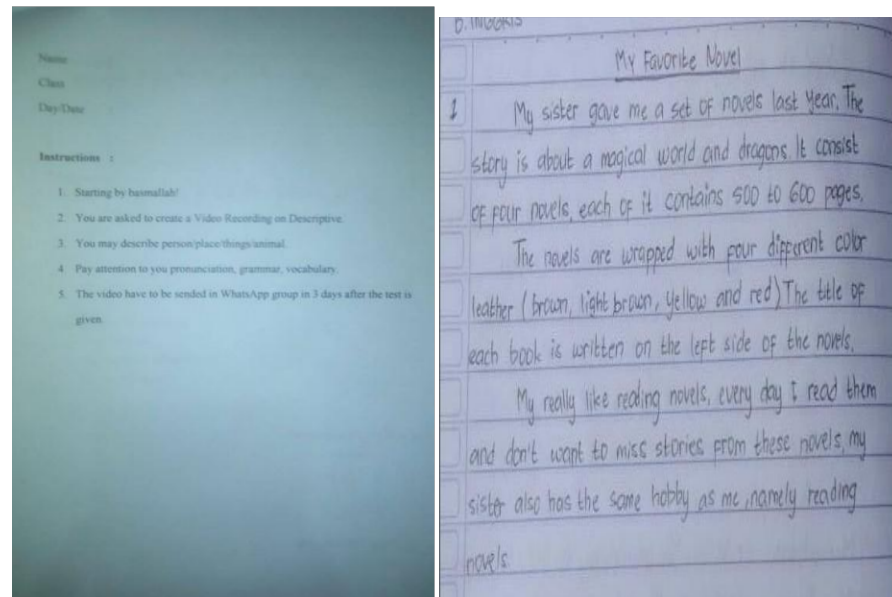 Name
Class
Day/Date :
Instructions :
1. Starting by basmallah!
2. You are asked to create a Video Recording on Descriptive.
3. You may describe person/place/things/animal.
4. Pay attention to you pronunciation, grammar, vocabulary.
5. The video have to be sended in WhatsApp group in 3 days after the test is
given.
B. INGGRIS
My Favorite Novel
1 My sister gave me a set of novels last year. The
story is about a magical world and dragons. It consist
of four novels, each of it contains 500 to 600 pages.
The novels are wrapped with four different color
leather (brown, light brown, yellow and red) The title of
each book is written on the left side of the novels.
My really like reading novels, every day I read them
and don't want to miss stories from these novels, my
sister also has the same hobby as me, namely reading
novels